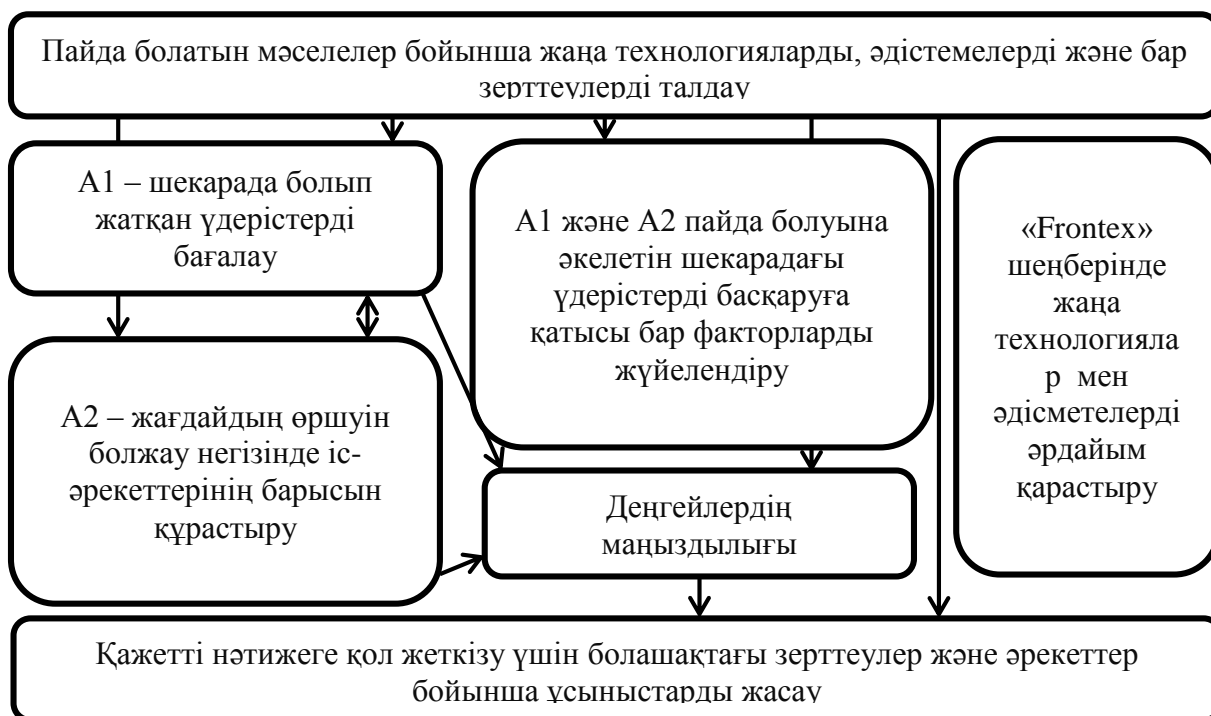 Пайда болатын мәселелер бойынша жаңа технологияларды, әдістемелерді және бар
зерттеулерді талдау
А1 – шекарада болып
жатқан үдерістерді
бағалау
А1 және А2 пайда болуына
әкелетін шекарадағы
үдерістерді басқаруға
қатысы бар факторларды
жүйелендіру
«Frontex»
шеңберінде
жаңа
технологияла
р мен
әдісметелерді
әрдайым
қарастыру
А2 – жағдайдың өршуін
болжау негізінде іс-
әрекеттерінің барысын
құрастыру
Деңгейлердің
маңыздылығы
Қажетті нәтижеге қол жеткізу үшін болашақтағы зерттеулер және әрекеттер
бойынша ұсыныстарды жасау